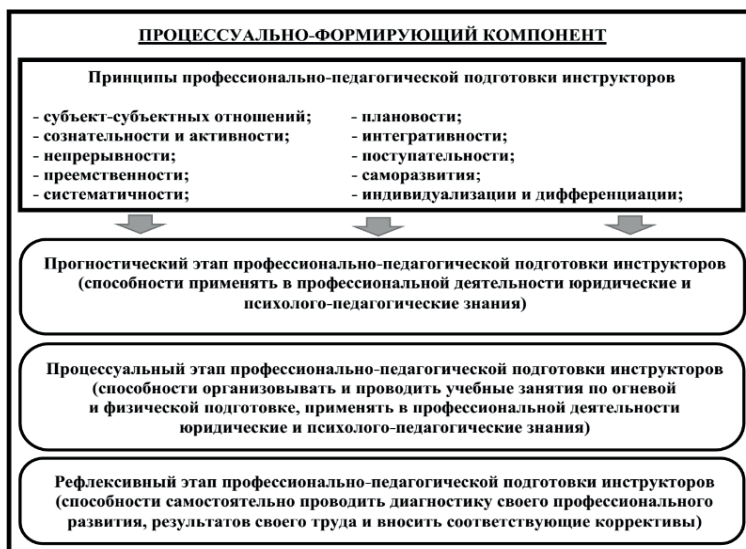 ПРОЦЕССУАЛЬНО-ФОРМИРУЮЩИЙ КОМПОНЕНТ
Принципы профессионально-педагогической подготовки инструкторов
- субъект-субъектных отношений;
- сознательности и активности;
- непрерывности;
- преемственности;
- систематичности;
- плановости;
- интегративности;
- поступательности;
- саморазвития;
- индивидуализации и дифференциации;
Прогностический этап профессионально-педагогической подготовки инструкторов
(способности применять в профессиональной деятельности юридические и
психолого-педагогические знания)
Процессуальный этап профессионально-педагогической подготовки инструкторов
(способности организовывать и проводить учебные занятия по огневой
и физической подготовке, применять в профессиональной деятельности
юридические и психолого-педагогические знания)
Рефлексивный этап профессионально-педагогической подготовки инструкторов
(способности самостоятельно проводить диагностику своего профессионального
развития, результатов своего труда и вносить соответствующие коррективы)